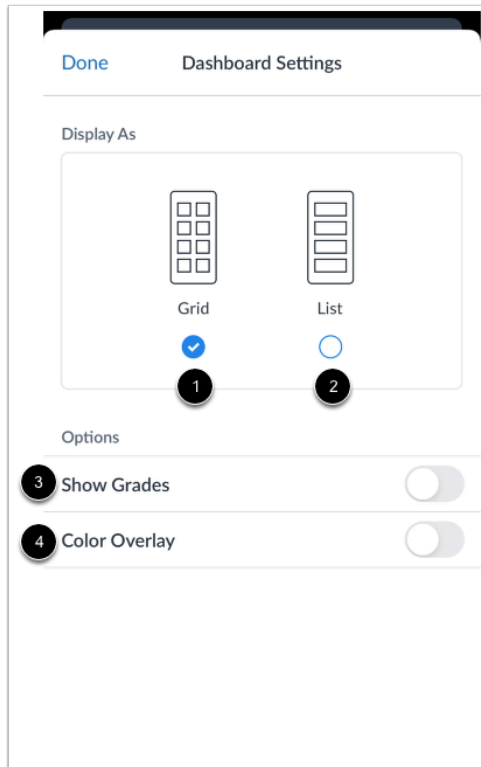 Done Dashboard Settings
Display As
Grid List
1 2
Options
3 Show Grades
4 Color Overlay